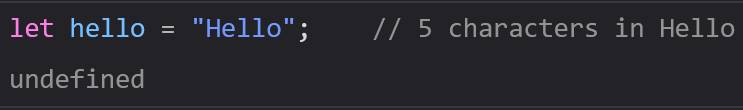 let hello = "Hello";    // 5 characters in Hello
undefined